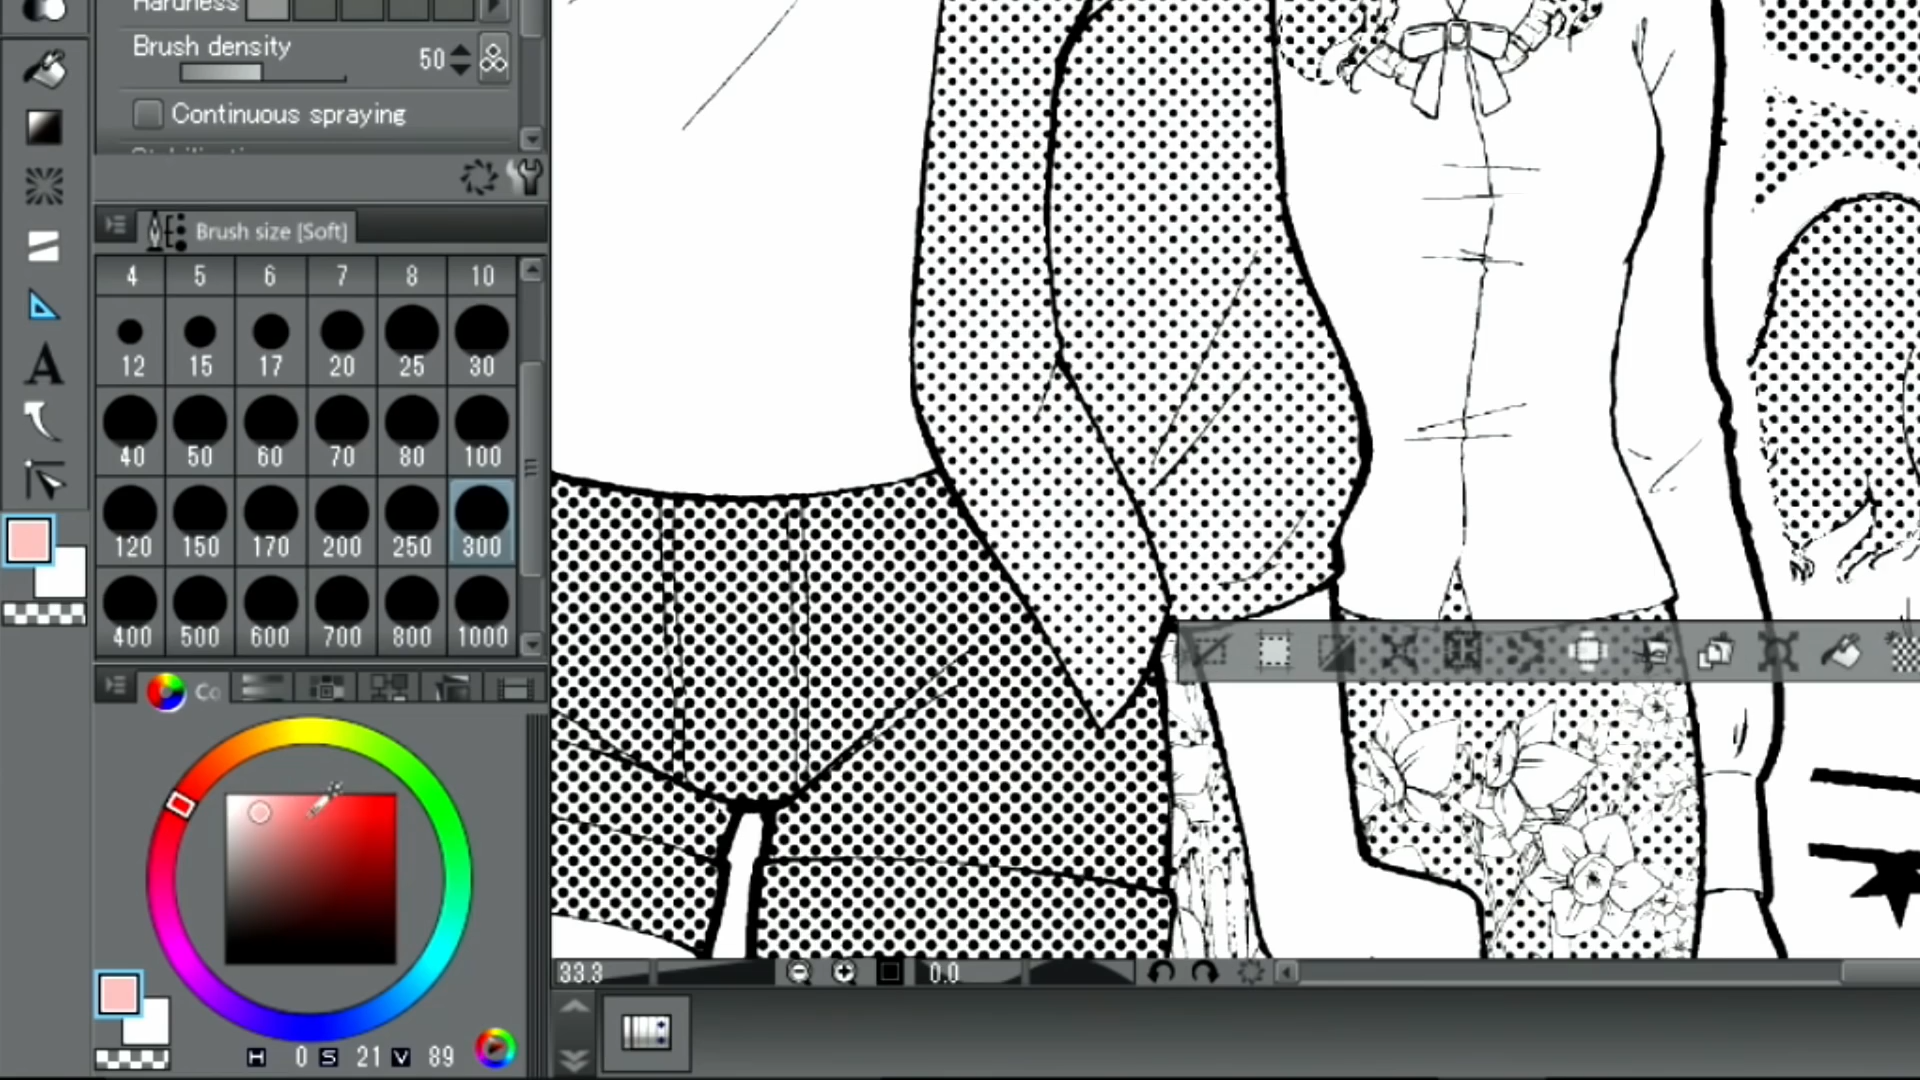 Hardness
Brush density 50
Continuous spraying
Brush size [Soft]
4 5 6 7 8 10
12 15 17 20 25 30
40 50 60 70 80 100
120 150 170 200 250 300
400 500 600 700 800 1000
A
Co
H 0 S 21 V 89
33.3 0.0